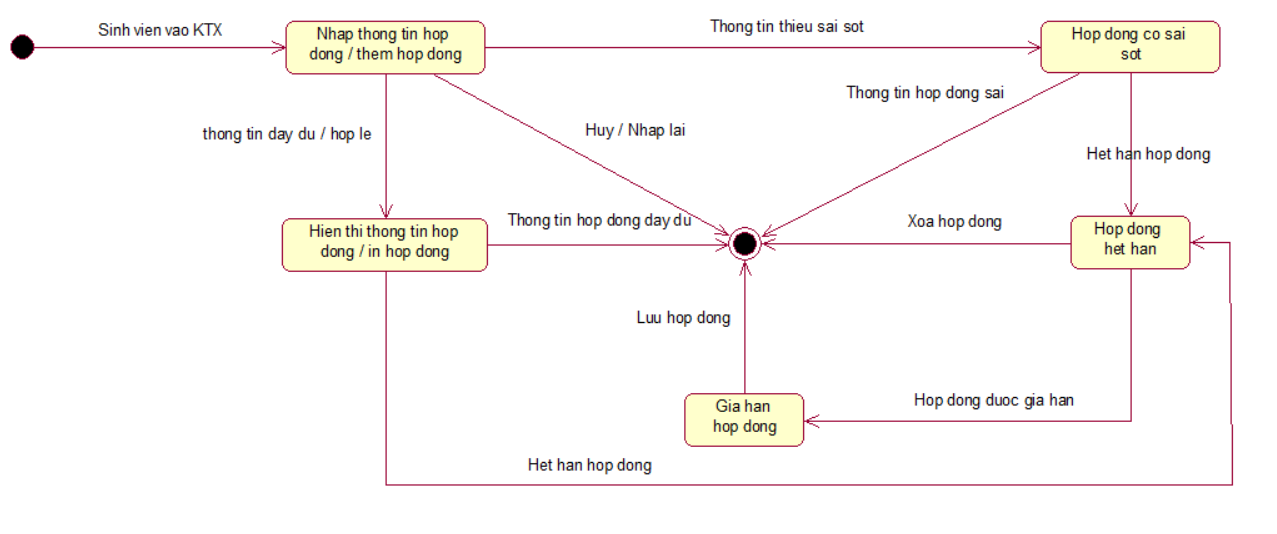 Sinh vien vao KTX
Nhap thong tin hop
dong / them hop dong
Thong tin thieu sai sot
Hop dong co sai
sot
Thong tin hop dong sai
thong tin day du / hop le
Huy / Nhap lai
Het han hop dong
Hien thi thong tin hop
dong / in hop dong
Thong tin hop dong day du
Xoa hop dong
Hop dong
het han
Luu hop dong
Gia han
hop dong
Hop dong duoc gia han
Het han hop dong